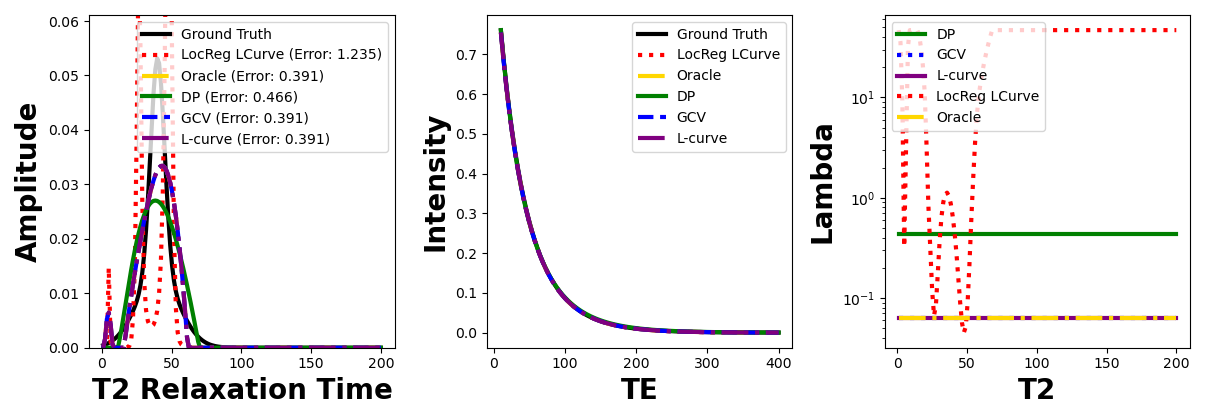 Amplitude
0.06
0.05
0.04
0.03
0.02
0.01
0.00
0
50
100
150
200
T2 Relaxation Time
Ground Truth
LocReg LCurve (Error: 1.235)
Oracle (Error: 0.391)
DP (Error: 0.466)
GCV (Error: 0.391)
L-curve (Error: 0.391)
Intensity
0.7
0.6
0.5
0.4
0.3
0.2
0.1
0.0
0
100
200
300
400
TE
Ground Truth
LocReg LCurve
Oracle
DP
GCV
L-curve
Lambda
10¹
10⁰
10⁻¹
0
50
100
150
200
T2
DP
GCV
L-curve
LocReg LCurve
Oracle